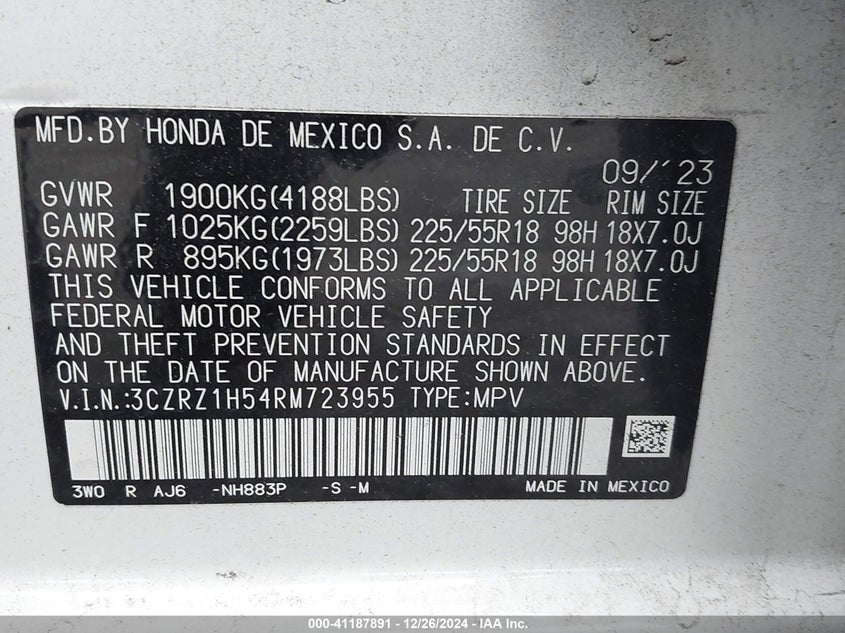 MFD.BY HONDA DE MEXICO S.A. DE C.V.
09/'23
GVWR 1900KG(4188LBS) TIRE SIZE RIM SIZE
GAWR F 1025KG(2259LBS) 225/55R18 98H 18X7.0J
GAWR R 895KG(1973LBS) 225/55R18 98H 18X7.0J
THIS VEHICLE CONFORMS TO ALL APPLICABLE
FEDERAL MOTOR VEHICLE SAFETY
AND THEFT PREVENTION STANDARDS IN EFFECT
ON THE DATE OF MANUFACTURE SHOWN ABOVE.
V.I.N.:3CZRZ1H54RM723955 TYPE:MPV
3W0 R AJ6 -NH883P -S -M MADE IN MEXICO
000-41187891 | 12/26/2024 | IAA Inc.